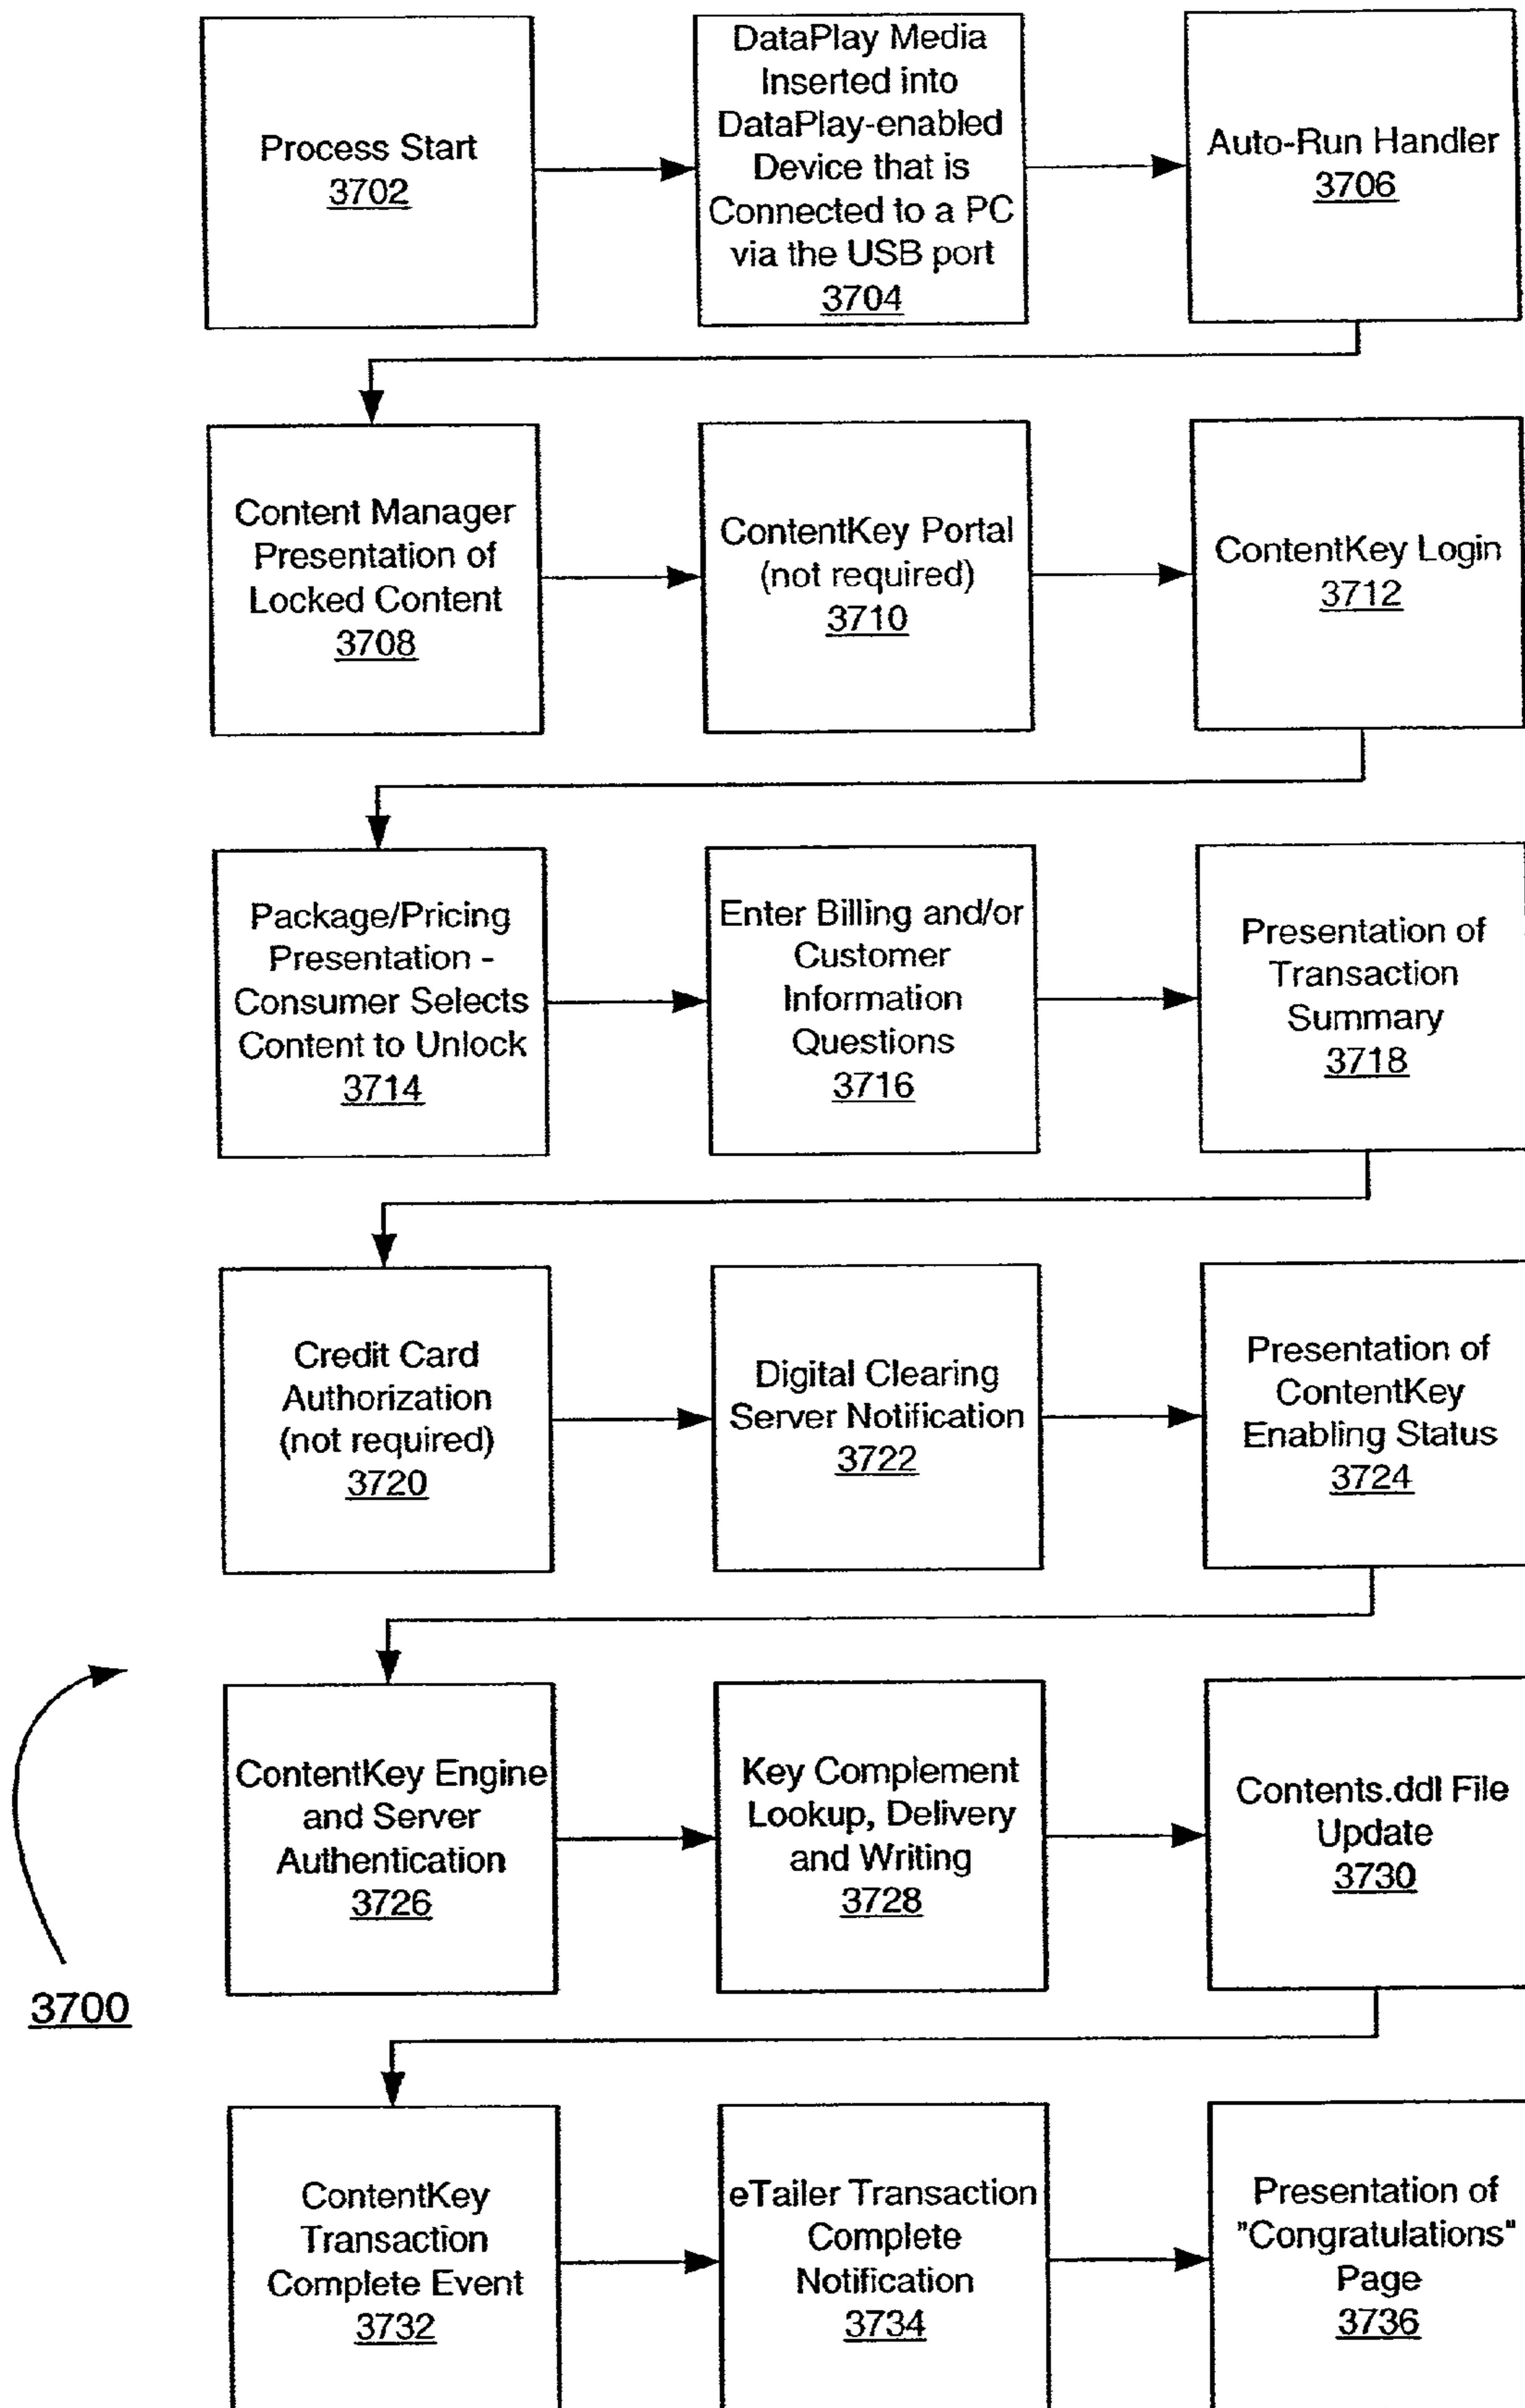 Process Start
3702
DataPlay Media
Inserted into
DataPlay-enabled
Device that is
Connected to a PC
via the USB port
3704
Auto-Run Handler
3706
Content Manager
Presentation of
Locked Content
3708
ContentKey Portal
(not required)
3710
ContentKey Login
3712
Package/Pricing
Presentation -
Consumer Selects
Content to Unlock
3714
Enter Billing and/or
Customer
Information
Questions
3716
Presentation of
Transaction
Summary
3718
Credit Card
Authorization
(not required)
3720
Digital Clearing
Server Notification
3722
Presentation of
ContentKey
Enabling Status
3724
ContentKey Engine
and Server
Authentication
3726
Key Complement
Lookup, Delivery
and Writing
3728
Contents.ddl File
Update
3730
3700
ContentKey
Transaction
Complete Event
3732
eTailer Transaction
Complete
Notification
3734
Presentation of
"Congratulations"
Page
3736